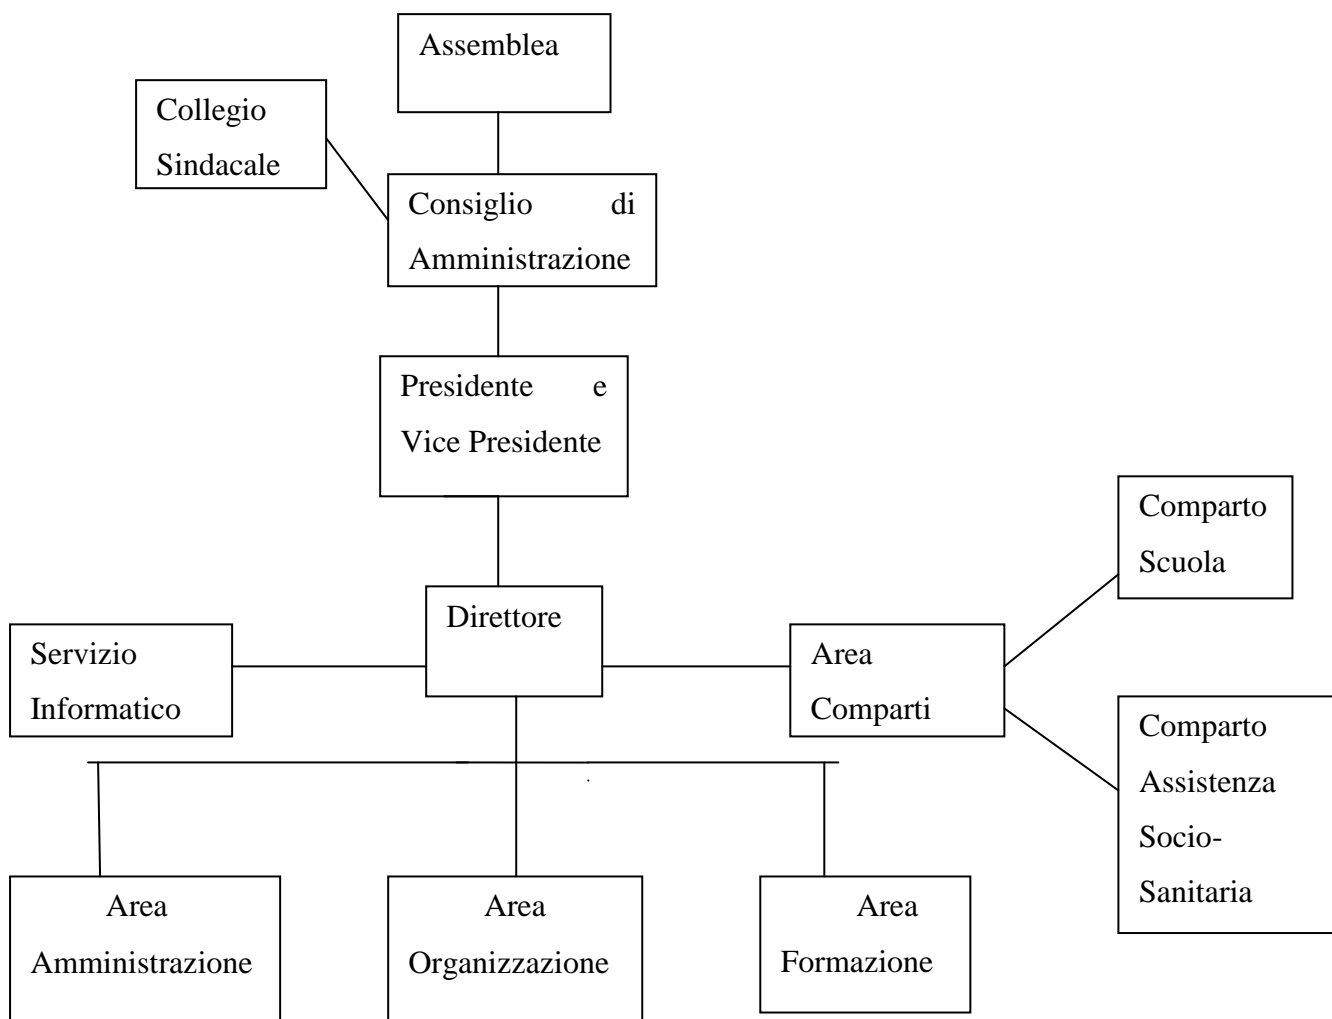 Assemblea
Collegio
Sindacale
Consiglio di
Amministrazione
Presidente e
Vice Presidente
Comparto
Scuola
Direttore
Servizio
Informatico
Area
Comparti
Comparto
Assistenza
Socio-
Sanitaria
Area
Amministrazione
Area
Organizzazione
Area
Formazione